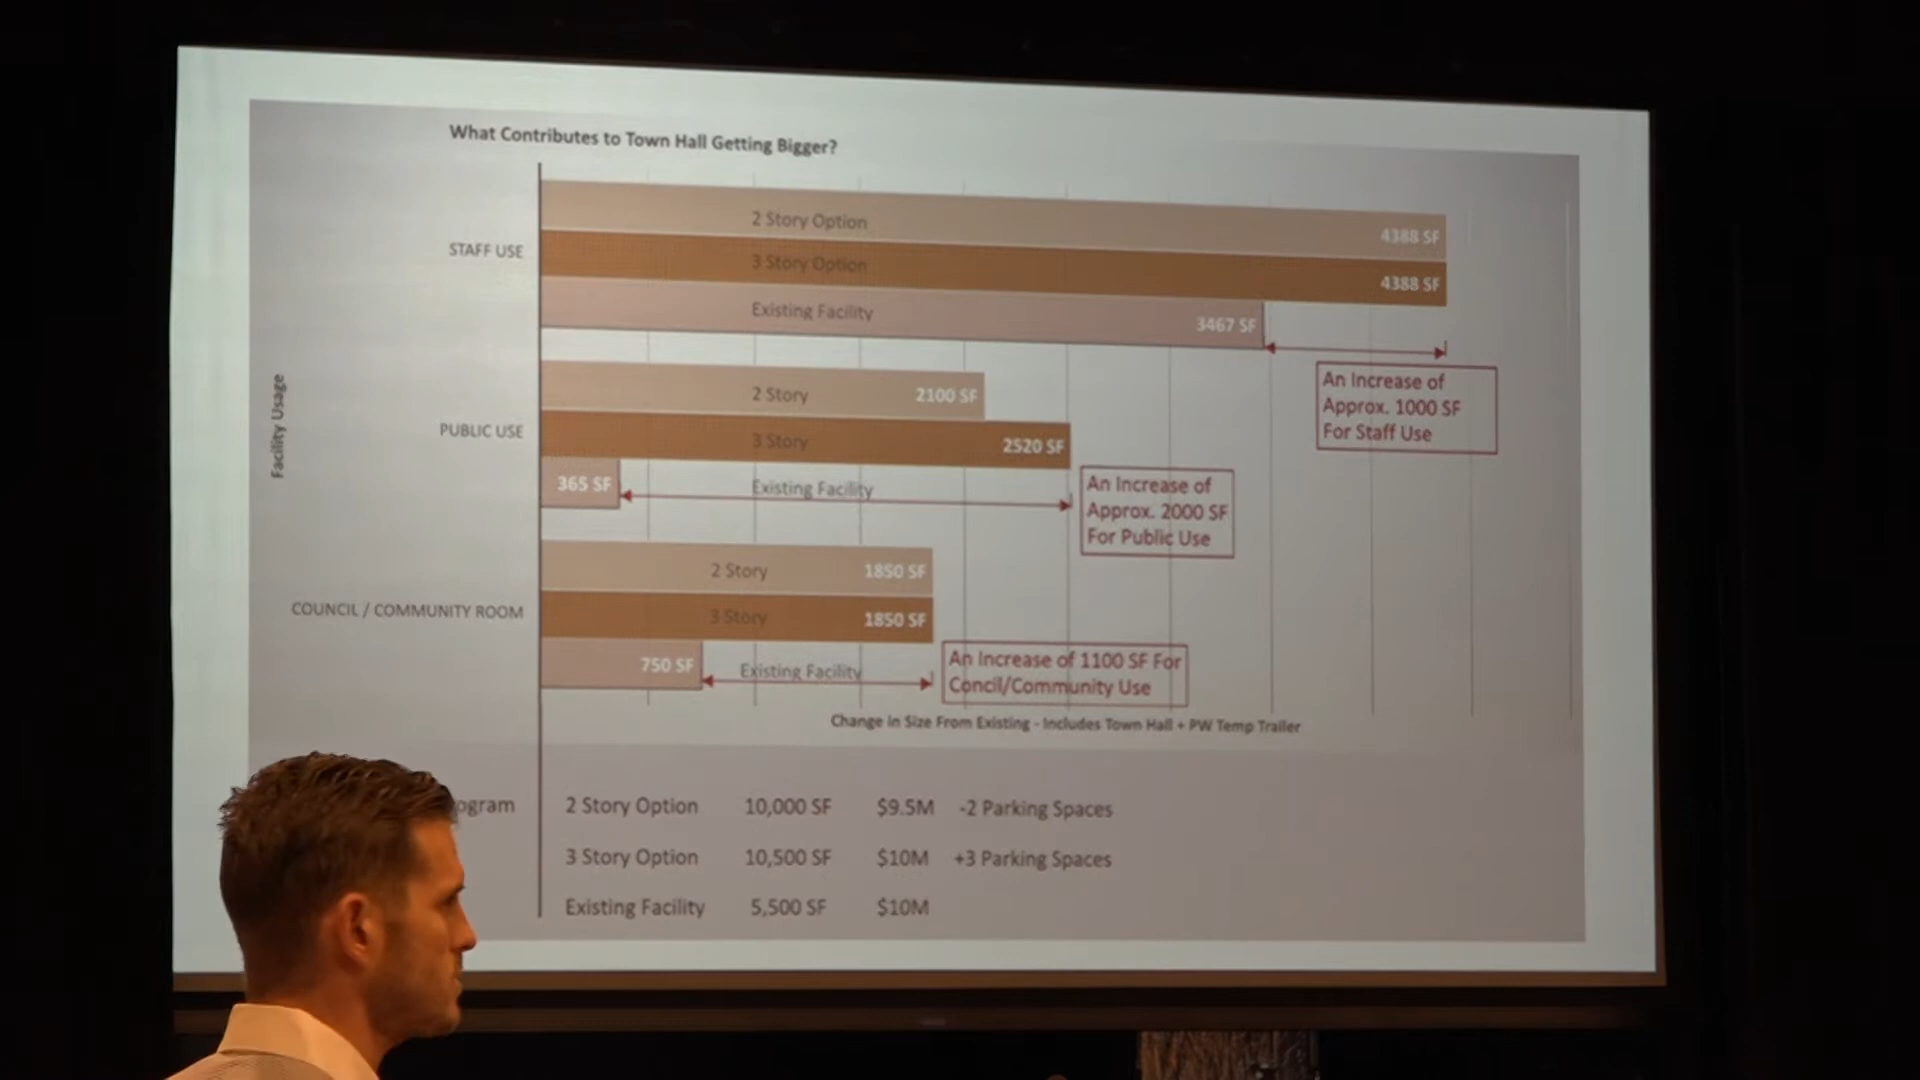 What Contributes to Town Hall Getting Bigger?
Facility Usage
STAFF USE
2 Story Option
4388 SF
3 Story Option
4388 SF
Existing Facility
3467 SF
An Increase of
Approx. 1000 SF
For Staff Use
PUBLIC USE
2 Story
2100 SF
3 Story
2520 SF
365 SF
Existing Facility
An Increase of
Approx. 2000 SF
For Public Use
COUNCIL / COMMUNITY ROOM
2 Story
1850 SF
3 Story
1850 SF
750 SF
Existing Facility
An Increase of 1100 SF For
Concil/Community Use
Change in Size From Existing - Includes Town Hall + PW Temp Trailer
ogram
2 Story Option 10,000 SF $9.5M -2 Parking Spaces
3 Story Option 10,500 SF $10M +3 Parking Spaces
Existing Facility 5,500 SF $10M